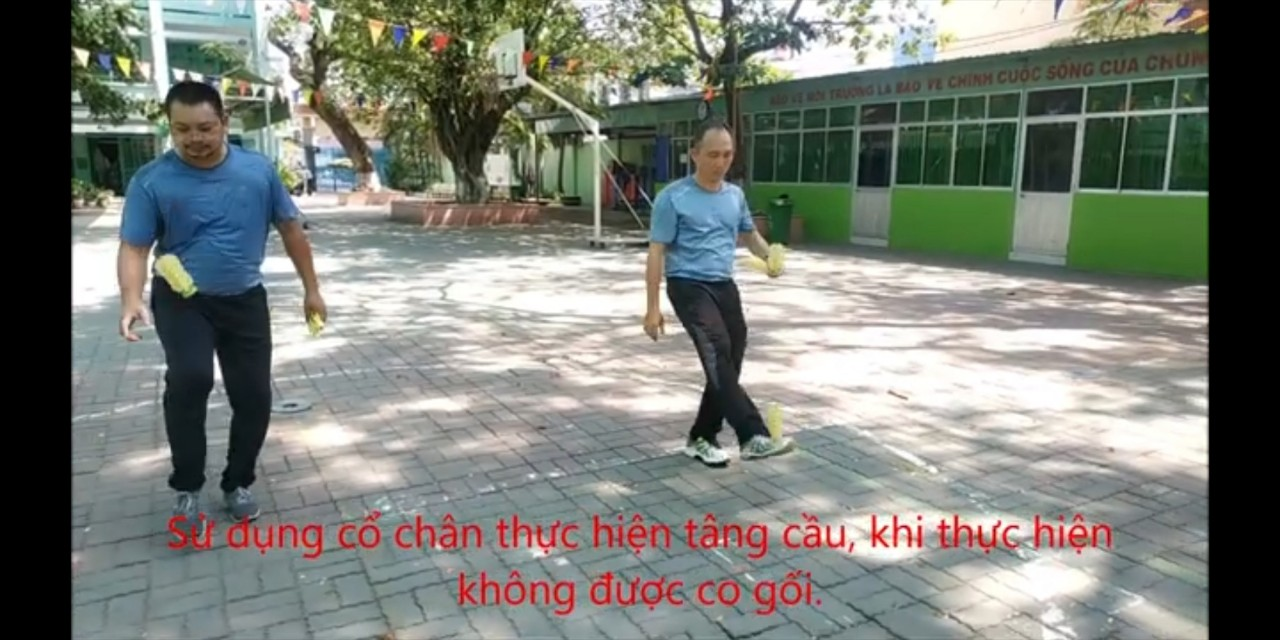 BẢO VỆ MÔI TRƯỜNG LÀ BẢO VỆ CHÍNH CUỘC SỐNG CỦA CHÚNG
Sử dụng cổ chân thực hiện tâng cầu, khi thực hiện
không được co gối.